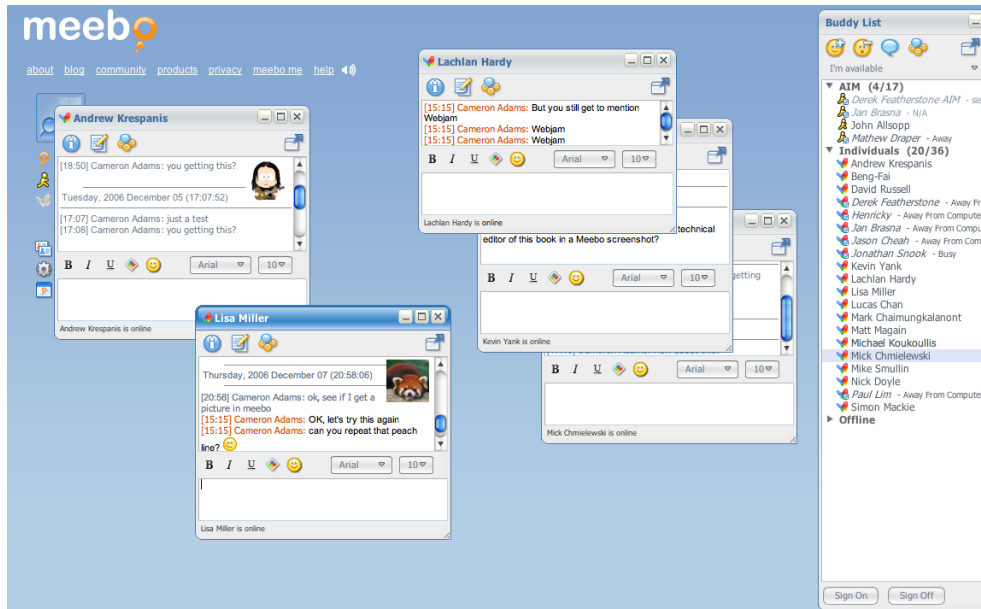 meebo
about blog community products privacy meebo me help
Andrew Krespanis
[18:50] Cameron Adams: you getting this?
Tuesday, 2006 December 05 (17:07:52)
[17:07] Cameron Adams: just a test
[17:08] Cameron Adams: you getting this?
B I U Arial 10
Andrew Krespanis is online
Lachlan Hardy
[15:15] Cameron Adams: But you still get to mention
Webjam
[15:15] Cameron Adams: Webjam
[15:15] Cameron Adams: Webjam
B I U Arial 10
Lachlan Hardy is online
technical
editor of this book in a Meebo screenshot?
B I U Arial 10
Kevin Yank is online
getting
B I U Arial 10
Mick Chmielewski is online
Lisa Miller
Thursday, 2006 December 07 (20:58:06)
[20:58] Cameron Adams: ok, see if I get a
picture in meebo
[15:15] Cameron Adams: OK, let's try this again
[15:15] Cameron Adams: can you repeat that peach
line?
B I U Arial 10
Lisa Miller is online
Buddy List
I'm available
AIM (4/17)
Derek Featherstone AIM - sle
Jan Brasna - N/A
John Allsopp
Mathew Draper - Away
Individuals (20/36)
Andrew Krespanis
Beng-Fai
David Russell
Derek Featherstone - Away Fr
Henricky - Away From Computer
Jan Brasna - Away From Compu
Jason Cheah - Away From Com
Jonathan Snook - Busy
Kevin Yank
Lachlan Hardy
Lisa Miller
Lucas Chan
Mark Chaimungkalanont
Matt Magain
Michael Koukoullis
Mick Chmielewski
Mike Smullin
Nick Doyle
Paul Lim - Away From Compute
Simon Mackie
Offline
Sign On Sign Off